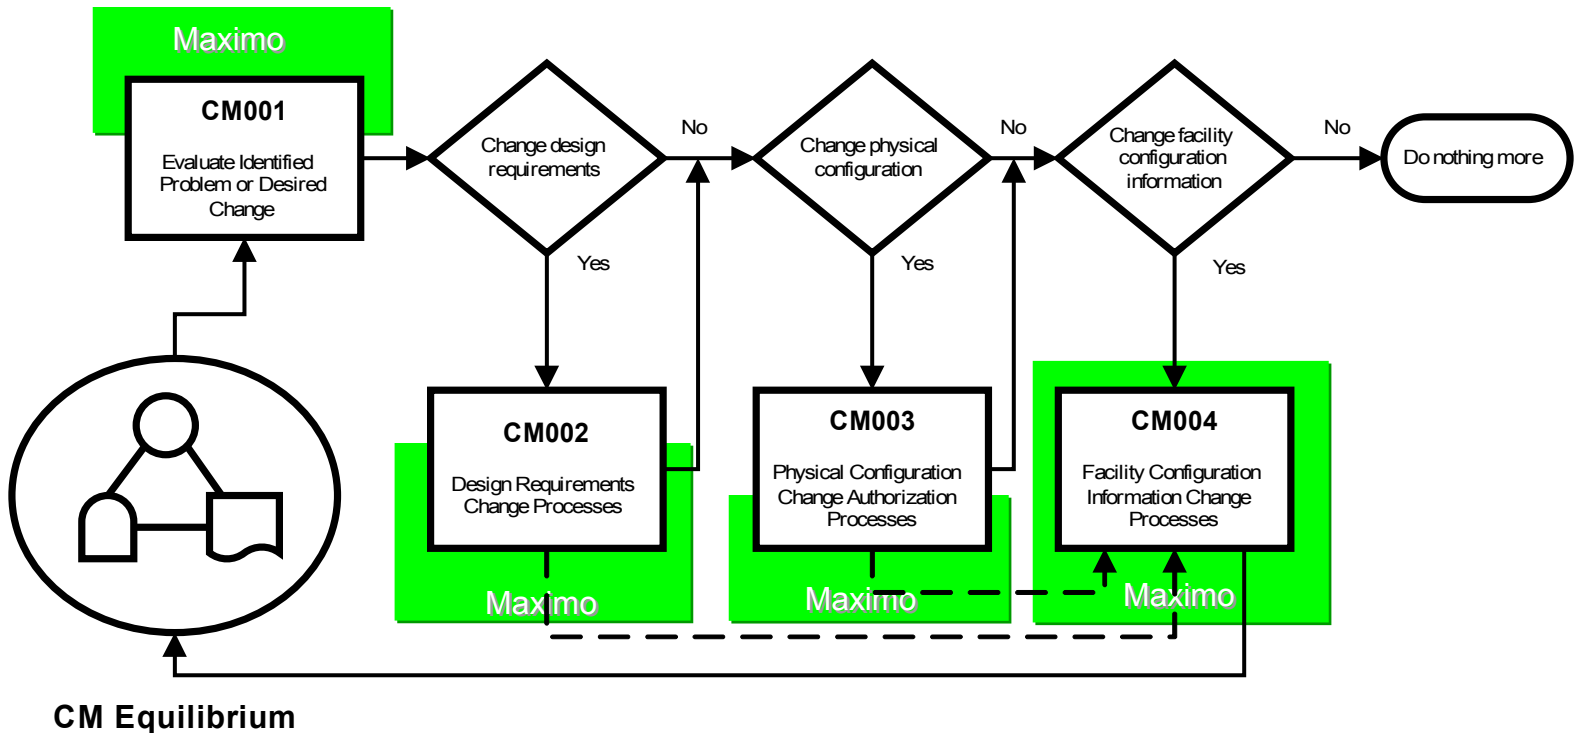 Maximo
CM001
Evaluate Identified
Problem or Desired
Change
Change design
requirements
No
Yes
Change physical
configuration
No
Yes
Change facility
configuration
information
No
Yes
Do nothing more
CM002
Design Requirements
Change Processes
Maximo
CM003
Physical Configuration
Change Authorization
Processes
Maximo
CM004
Facility Configuration
Information Change
Processes
Maximo
CM Equilibrium